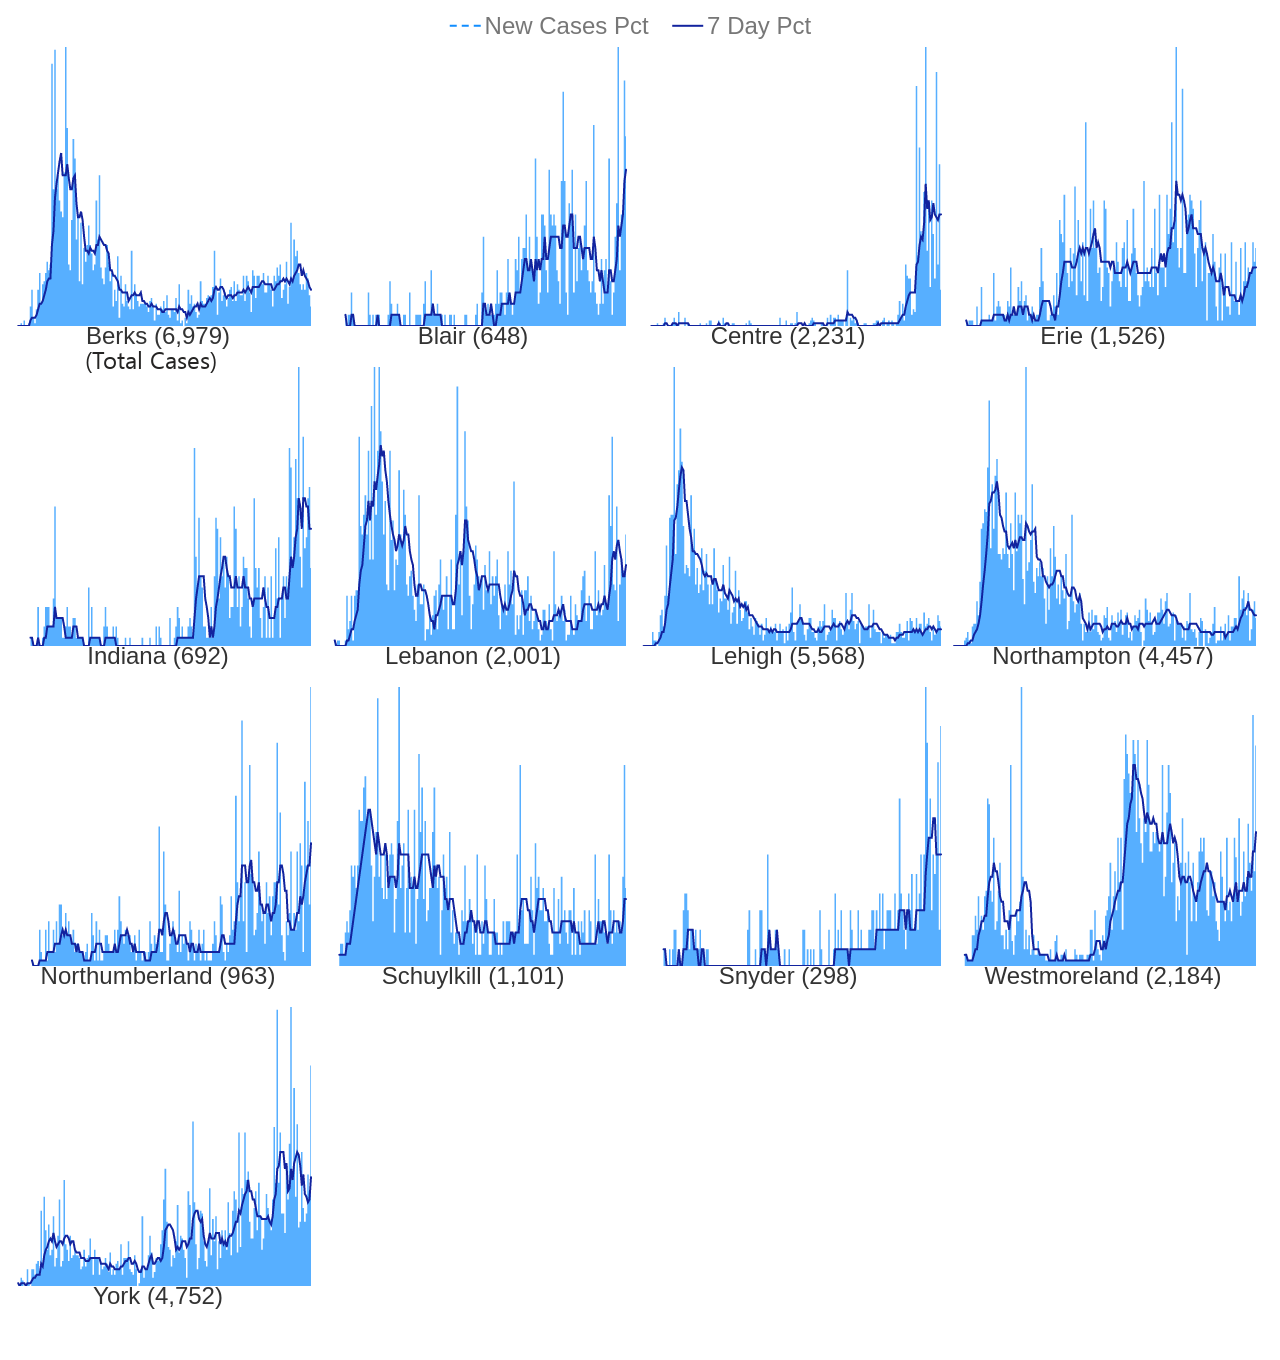 New Cases Pct 7 Day Pct
Berks (6,979) Blair (648) Centre (2,231) Erie (1,526)
(Total Cases)
Indiana (692) Lebanon (2,001) Lehigh (5,568) Northampton (4,457)
Northumberland (963) Schuylkill (1,101) Snyder (298) Westmoreland (2,184)
York (4,752)